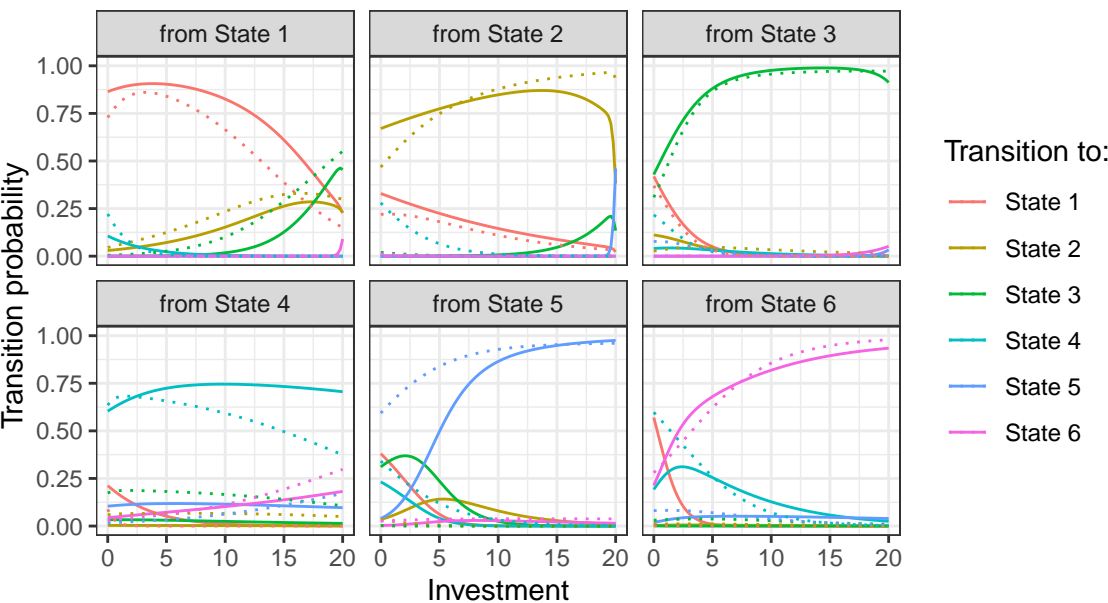 from State 1 from State 2 from State 3
1.00
0.75
0.50
0.25
0.00
from State 4 from State 5 from State 6
1.00
0.75
0.50
0.25
0.00
0 5 10 15 20 0 5 10 15 20 0 5 10 15 20
Investment
Transition probability
Transition to:
State 1
State 2
State 3
State 4
State 5
State 6